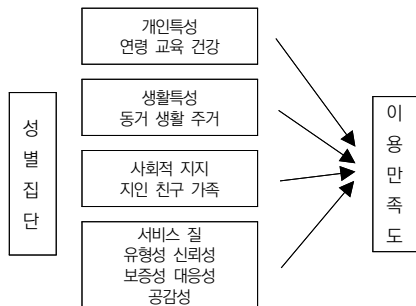 성별집단
개인특성
연령 교육 건강
생활특성
동거 생활 주거
사회적 지지
지인 친구 가족
서비스 질
유형성 신뢰성
보증성 대응성
공감성
이용만족도